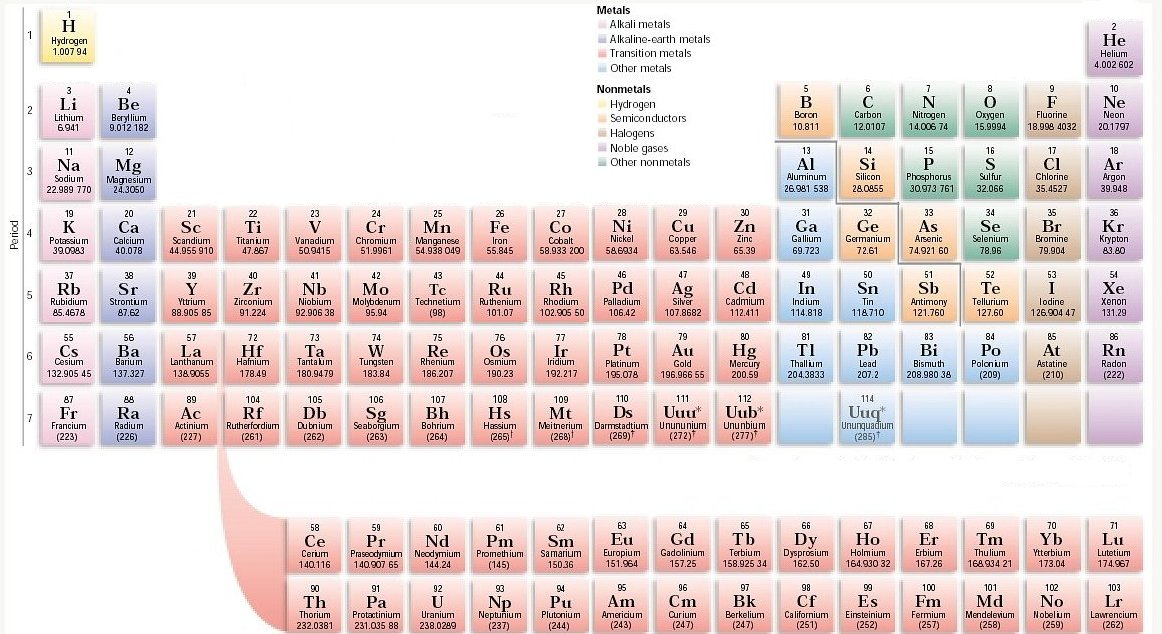 Metals
Alkali metals
Alkaline-earth metals
Transition metals
Other metals
Nonmetals
Hydrogen
Semiconductors
Halogens
Noble gases
Other nonmetals
Period
1
1 H Hydrogen 1.007 94
2 He Helium 4.002 602
2
3 Li Lithium 6.941
4 Be Beryllium 9.012 182
5 B Boron 10.811
6 C Carbon 12.0107
7 N Nitrogen 14.006 74
8 O Oxygen 15.9994
9 F Fluorine 18.998 4032
10 Ne Neon 20.1797
3
11 Na Sodium 22.989 770
12 Mg Magnesium 24.3050
13 Al Aluminum 26.981 538
14 Si Silicon 28.0855
15 P Phosphorus 30.973 761
16 S Sulfur 32.066
17 Cl Chlorine 35.4527
18 Ar Argon 39.948
4
19 K Potassium 39.0983
20 Ca Calcium 40.078
21 Sc Scandium 44.955 910
22 Ti Titanium 47.867
23 V Vanadium 50.9415
24 Cr Chromium 51.9961
25 Mn Manganese 54.938 049
26 Fe Iron 55.845
27 Co Cobalt 58.933 200
28 Ni Nickel 58.6934
29 Cu Copper 63.546
30 Zn Zinc 65.39
31 Ga Gallium 69.723
32 Ge Germanium 72.61
33 As Arsenic 74.921 60
34 Se Selenium 78.96
35 Br Bromine 79.904
36 Kr Krypton 83.80
5
37 Rb Rubidium 85.4678
38 Sr Strontium 87.62
39 Y Yttrium 88.905 85
40 Zr Zirconium 91.224
41 Nb Niobium 92.906 38
42 Mo Molybdenum 95.94
43 Tc Technetium (98)
44 Ru Ruthenium 101.07
45 Rh Rhodium 102.905 50
46 Pd Palladium 106.42
47 Ag Silver 107.8682
48 Cd Cadmium 112.411
49 In Indium 114.818
50 Sn Tin 118.710
51 Sb Antimony 121.760
52 Te Tellurium 127.60
53 I Iodine 126.904 47
54 Xe Xenon 131.29
6
55 Cs Cesium 132.905 45
56 Ba Barium 137.327
57 La Lanthanum 138.9055
72 Hf Hafnium 178.49
73 Ta Tantalum 180.9479
74 W Tungsten 183.84
75 Re Rhenium 186.207
76 Os Osmium 190.23
77 Ir Iridium 192.217
78 Pt Platinum 195.078
79 Au Gold 196.966 55
80 Hg Mercury 200.59
81 Tl Thallium 204.3833
82 Pb Lead 207.2
83 Bi Bismuth 208.980 38
84 Po Polonium (209)
85 At Astatine (210)
86 Rn Radon (222)
7
87 Fr Francium (223)
88 Ra Radium (226)
89 Ac Actinium (227)
104 Rf Rutherfordium (261)
105 Db Dubnium (262)
106 Sg Seaborgium (263)
107 Bh Bohrium (264)
108 Hs Hassium (265)†
109 Mt Meitnerium (268)†
110 Ds Darmstadtium (269)†
111 Uuu* Unununium (272)†
112 Uub* Ununbium (277)†
114 Uuq* Ununquadium (285)†
58 Ce Cerium 140.116
59 Pr Praseodymium 140.907 65
60 Nd Neodymium 144.24
61 Pm Promethium (145)
62 Sm Samarium 150.36
63 Eu Europium 151.964
64 Gd Gadolinium 157.25
65 Tb Terbium 158.925 34
66 Dy Dysprosium 162.50
67 Ho Holmium 164.930 32
68 Er Erbium 167.26
69 Tm Thulium 168.934 21
70 Yb Ytterbium 173.04
71 Lu Lutetium 174.967
90 Th Thorium 232.0381
91 Pa Protactinium 231.035 88
92 U Uranium 238.0289
93 Np Neptunium (237)
94 Pu Plutonium (244)
95 Am Americium (243)
96 Cm Curium (247)
97 Bk Berkelium (247)
98 Cf Californium (251)
99 Es Einsteinium (252)
100 Fm Fermium (257)
101 Md Mendelevium (258)
102 No Nobelium (259)
103 Lr Lawrencium (262)